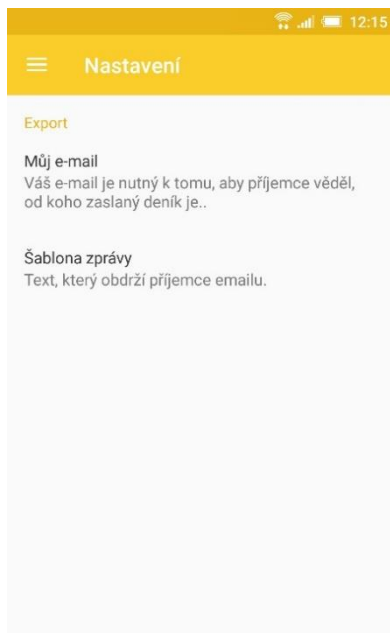 12:15
Nastavení
Export
Můj e-mail
Váš e-mail je nutný k tomu, aby příjemce věděl,
od koho zaslaný deník je..
Šablona zprávy
Text, který obdrží příjemce emailu.